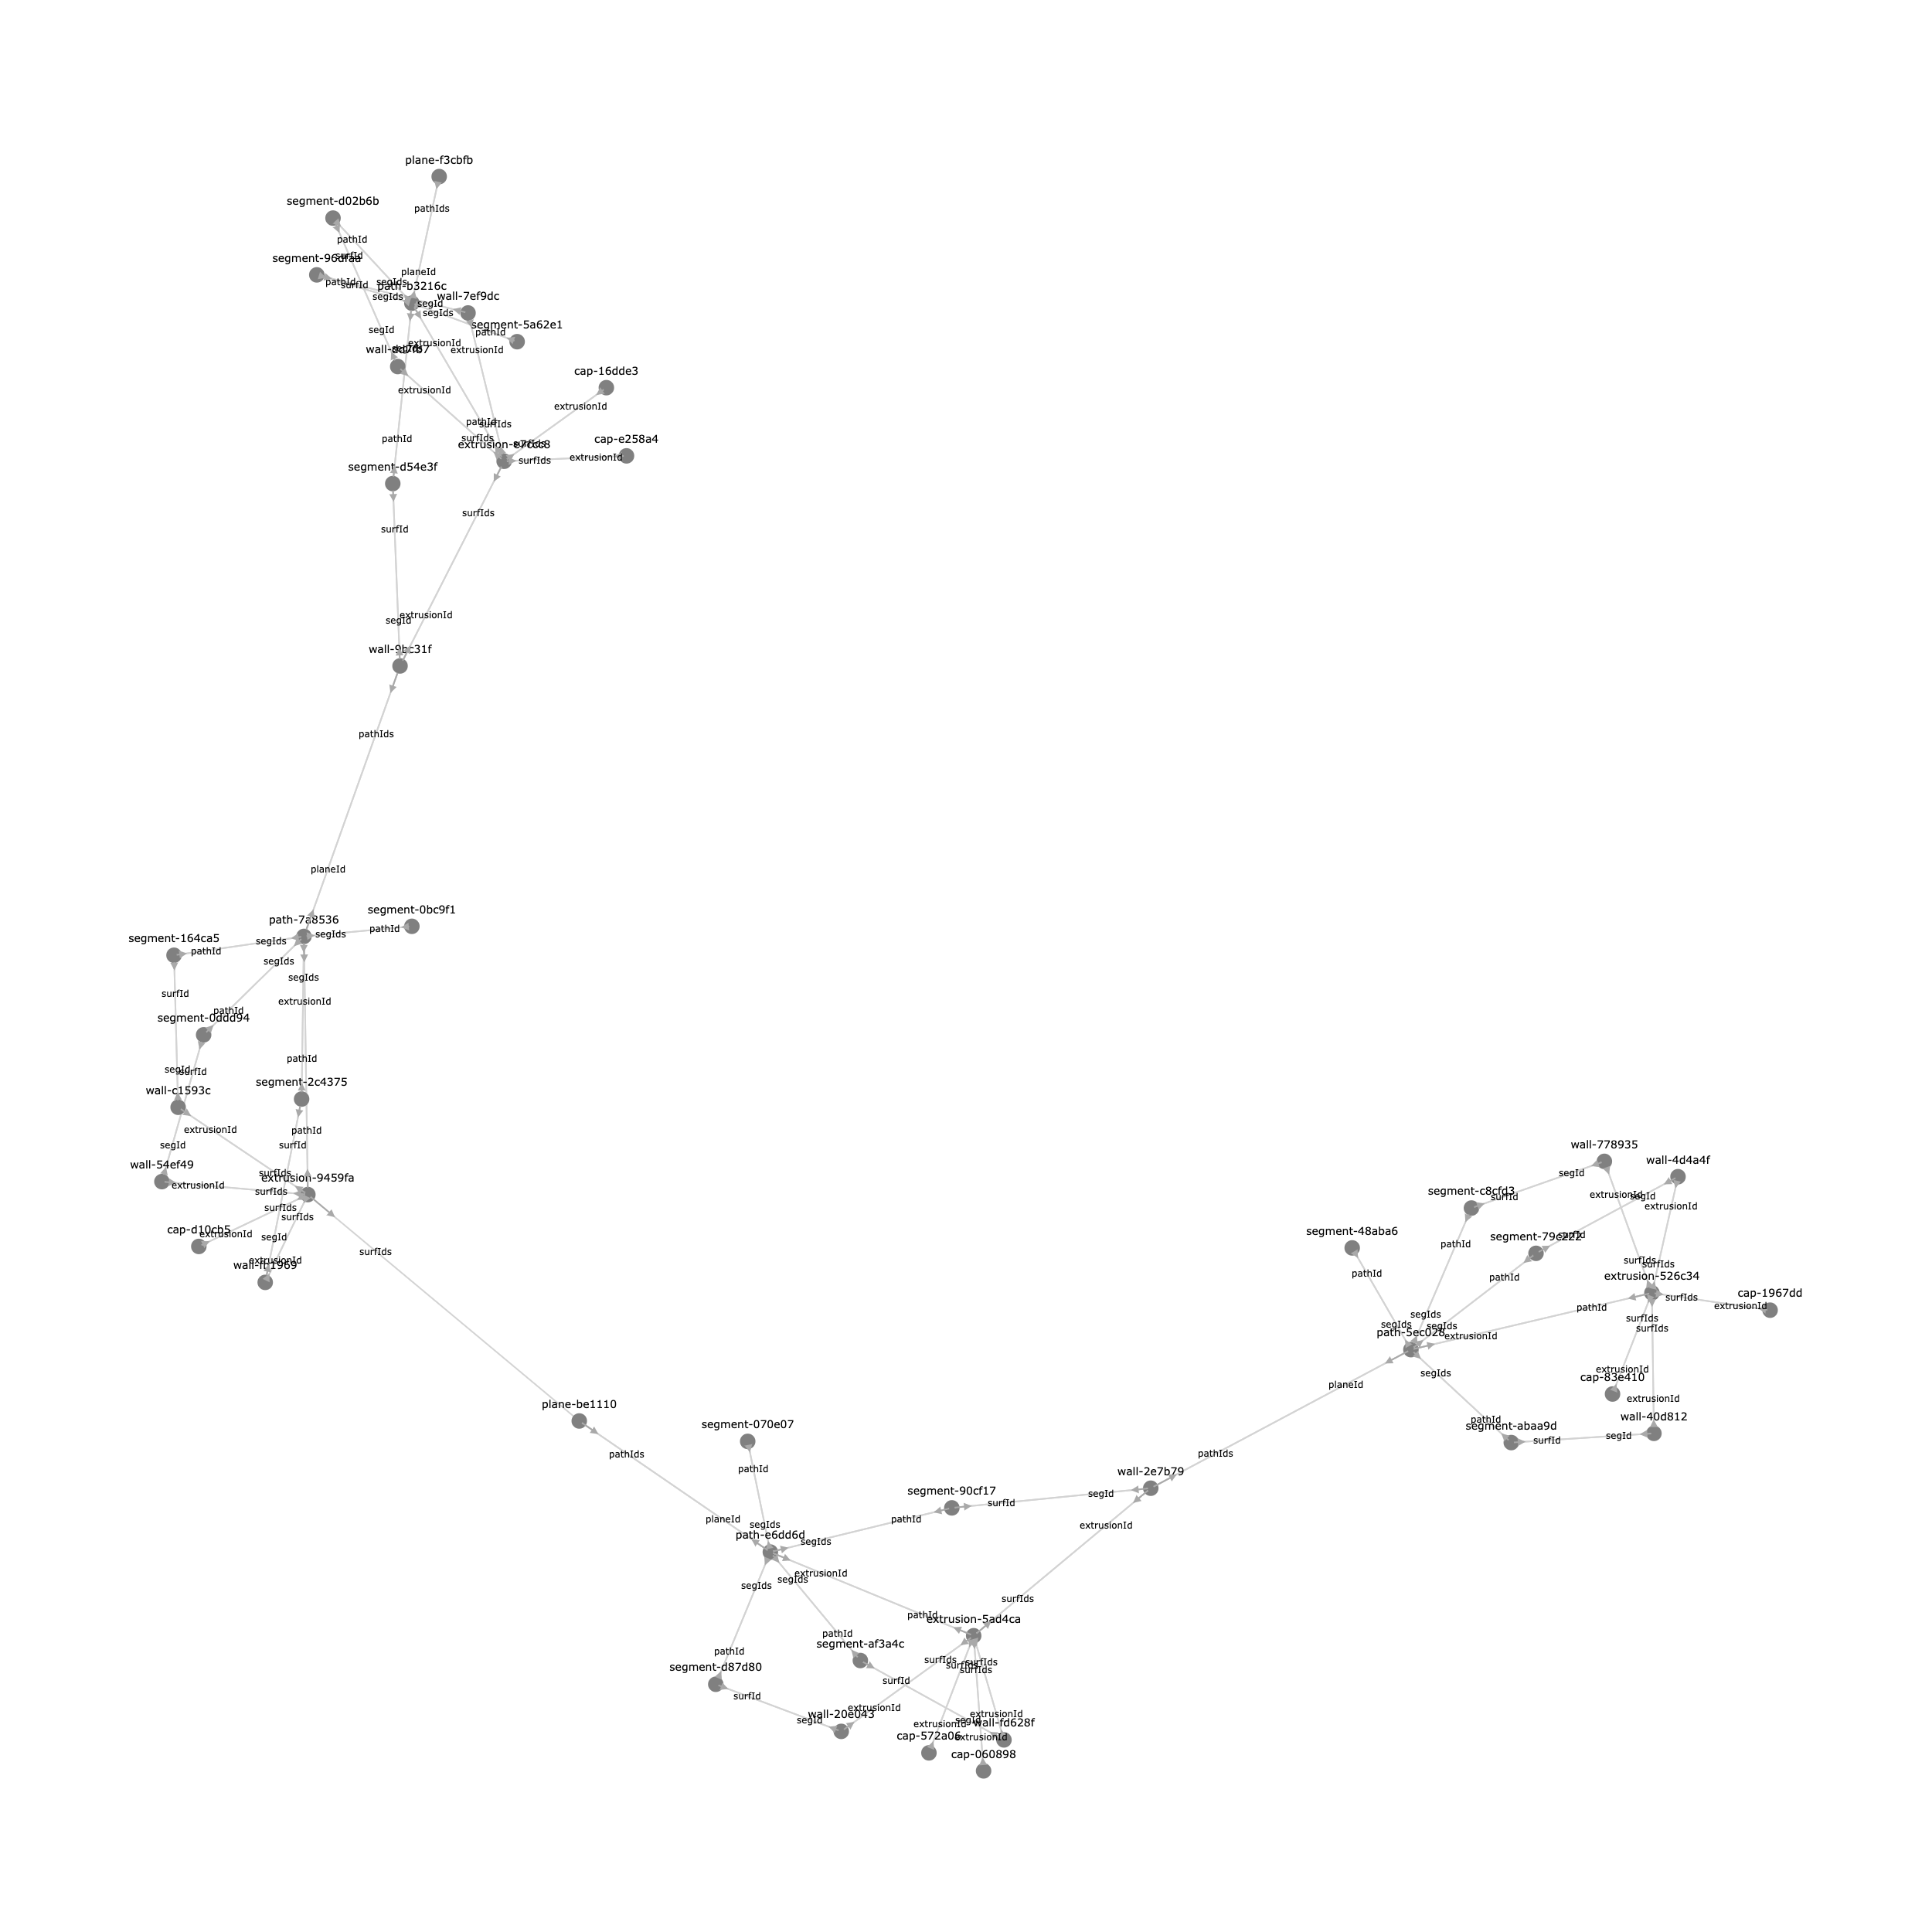 plane-f3cbfb
segment-d02b6b
pathIds
pathId
surfId
segment-96dfaa
planeId
pathId
surfId
segIds
path-b3216c
segIds
segId
wall-7ef9dc
segIds
segment-5a62e1
segId
pathId
extrusionId
extrusionId
cap-16dde3
extrusionId
extrusionId
pathId
surfIds
pathId
surfIds
cap-e258a4
surfIds
extrusionId
segment-d54e3f
surfIds
surfId
extrusionId
segId
wall-9bc31f
pathIds
planeId
segment-0bc9f1
path-7a8536
pathId
segIds
segment-164ca5
segIds
pathId
segIds
segIds
surfId
extrusionId
pathId
segment-0ddd94
pathId
segId
surfId
segment-2c4375
wall-c1593c
extrusionId
pathId
segId
surfId
wall-54ef49
surfIds
extrusion-9459fa
extrusionId
surfIds
surfIds
surfIds
cap-d10cb5
extrusionId
segId
surfIds
extrusionId
wall-778935
wall-4d4a4f
segId
segment-c8cfd3
surfId
extrusionId
segId
extrusionId
segment-48aba6
segment-79e222
surfId
pathId
pathId
pathId
surfIds
surfIds
extrusion-526c34
cap-1967dd
surfIds
extrusionId
pathId
segIds
segIds
segIds
surfIds
surfIds
path-5ec028
extrusionId
extrusionId
segIds
cap-83e410
planeId
extrusionId
wall-40d812
pathId
segment-abaa9d
surfId
segId
plane-be1110
pathIds
segment-070e07
pathId
pathIds
wall-2e7b79
segment-90cf17
segId
surfId
planeId
pathId
extrusionId
segIds
path-e6dd6d
segIds
extrusionId
segIds
segIds
surfIds
pathId
extrusion-5ad4ca
pathId
segment-af3a4c
pathId
surfIds
surfIds
surfIds
surfIds
segment-d87d80
surfId
surfId
extrusionId
wall-20e043
segId
extrusionId
segId
extrusionId
wall-fd628f
cap-572a06
extrusionId
cap-060898